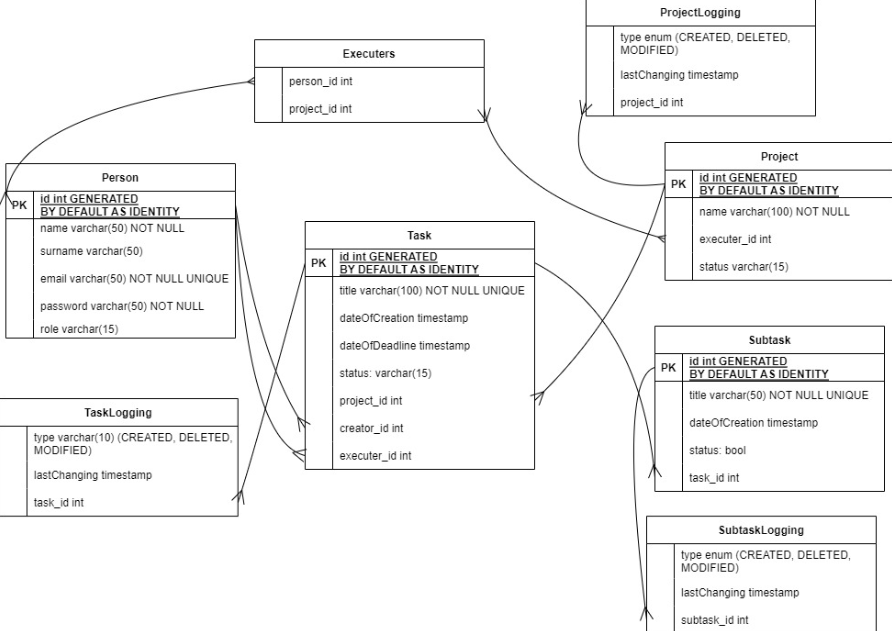 ProjectLogging
type enum (CREATED, DELETED,
MODIFIED)
lastChanging timestamp
project_id int
Executers
person_id int
project_id int
Project
PK
id int GENERATED
BY DEFAULT AS IDENTITY
name varchar(100) NOT NULL
executer_id int
status varchar(15)
Person
PK
id int GENERATED
BY DEFAULT AS IDENTITY
name varchar(50) NOT NULL
surname varchar(50)
email varchar(50) NOT NULL UNIQUE
password varchar(50) NOT NULL
role varchar(15)
Task
PK
id int GENERATED
BY DEFAULT AS IDENTITY
title varchar(100) NOT NULL UNIQUE
dateOfCreation timestamp
dateOfDeadline timestamp
status: varchar(15)
project_id int
creator_id int
executer_id int
Subtask
PK
id int GENERATED
BY DEFAULT AS IDENTITY
title varchar(50) NOT NULL UNIQUE
dateOfCreation timestamp
status: bool
task_id int
TaskLogging
type varchar(10) (CREATED, DELETED,
MODIFIED)
lastChanging timestamp
task_id int
SubtaskLogging
type enum (CREATED, DELETED,
MODIFIED)
lastChanging timestamp
subtask_id int